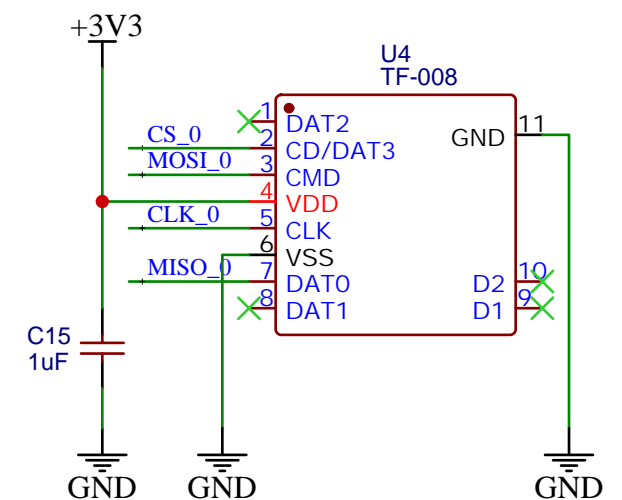 +3V3
U4
TF-008
1
DAT2
CS_0
2
CD/DAT3
MOSI_0
3
CMD
4
VDD
CLK_0
5
CLK
6
VSS
MISO_0
7
DAT0
8
DAT1
GND
11
D2
10
D1
9
C15
1uF
GND
GND
GND